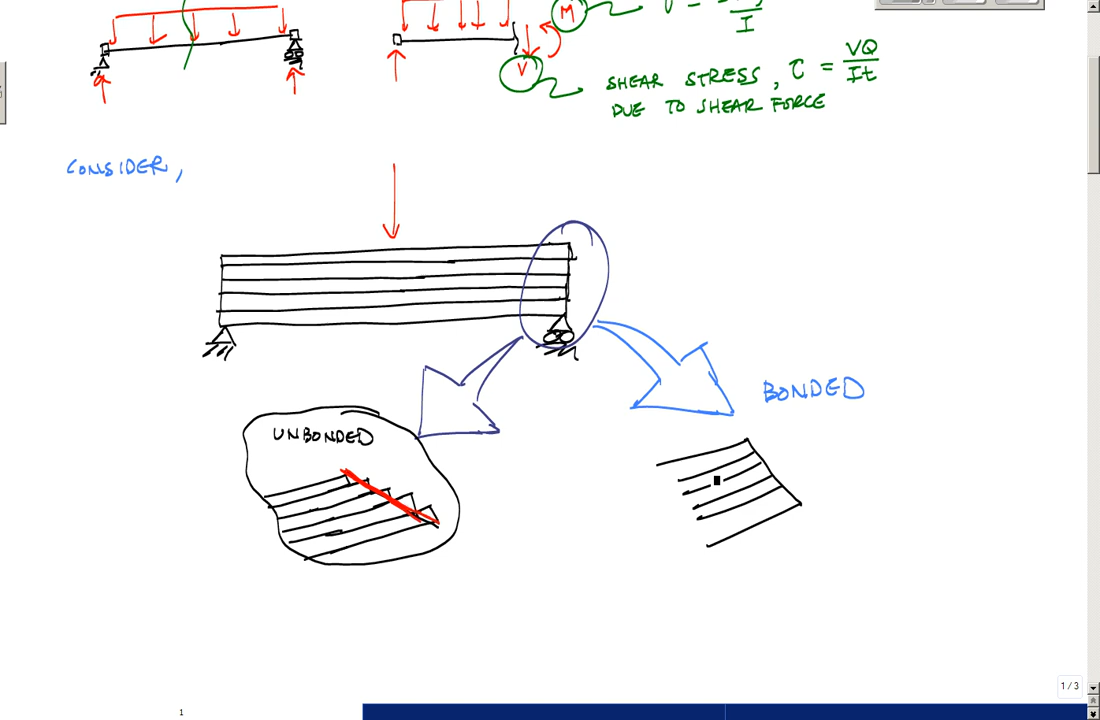 M
I
V
SHEAR STRESS, τ = VQ/It
DUE TO SHEAR FORCE
CONSIDER,
BONDED
UNBONDED
1/3
1